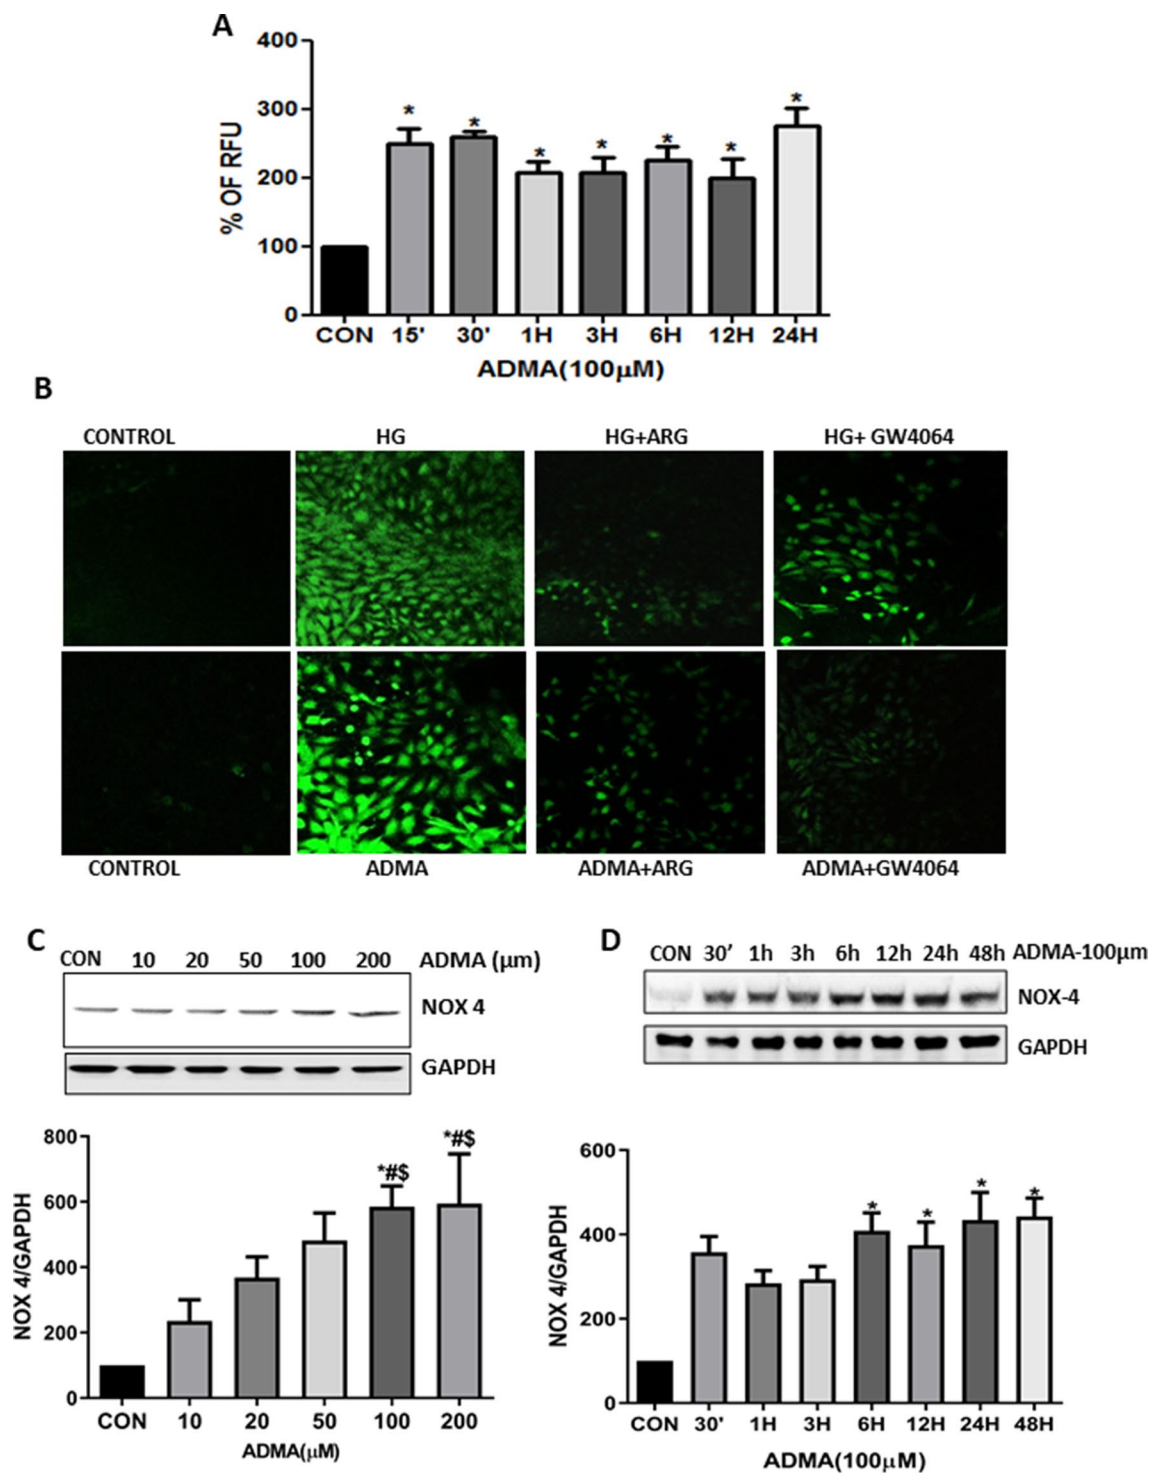 A
400
300
200
100
0
% OF RFU
* * * * * * *
CON 15' 30' 1H 3H 6H 12H 24H
ADMA(100μM)
B
CONTROL HG HG+ARG HG+ GW4064
CONTROL ADMA ADMA+ARG ADMA+GW4064
C
CON 10 20 50 100 200 ADMA (μm)
NOX 4
GAPDH
800
600
400
200
0
NOX 4/GAPDH
*#$ *#$
CON 10 20 50 100 200
ADMA(μM)
D
CON 30’ 1h 3h 6h 12h 24h 48h ADMA-100μm
NOX-4
GAPDH
600
400
200
0
NOX 4/GAPDH
* * * *
CON 30' 1H 3H 6H 12H 24H 48H
ADMA(100μM)